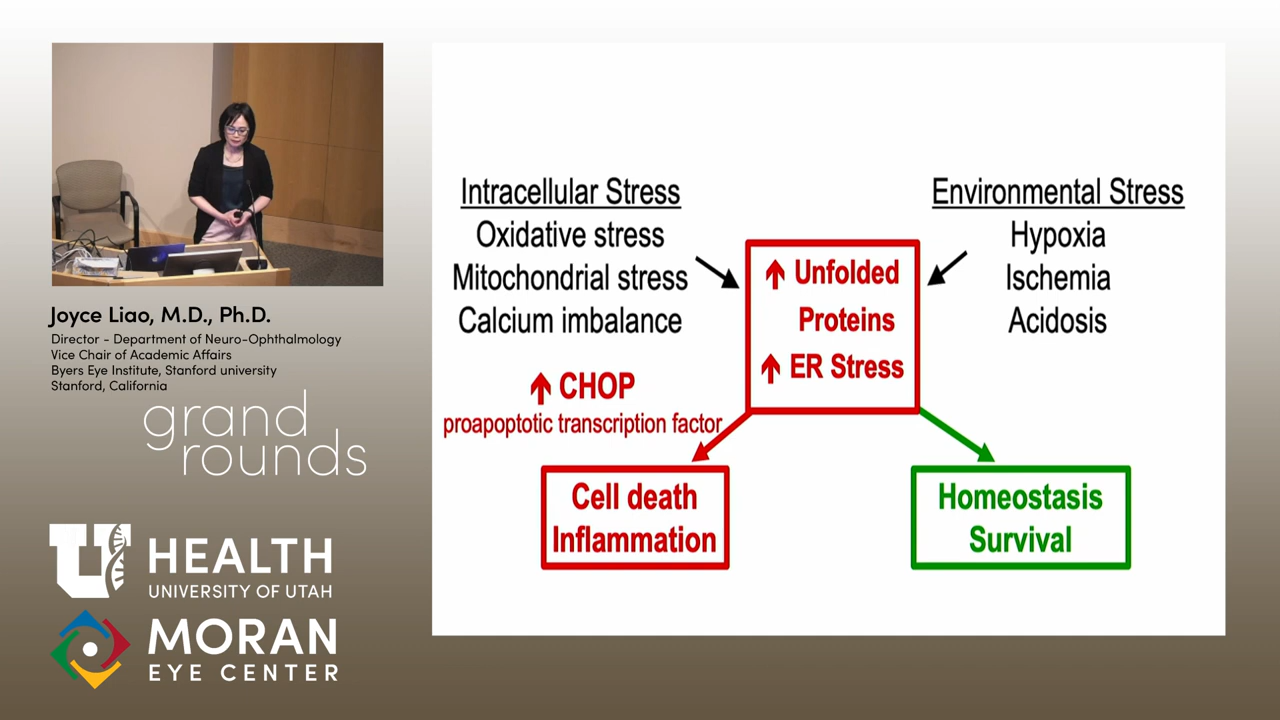 Joyce Liao, M.D., Ph.D.
Director - Department of Neuro-Ophthalmology
Vice Chair of Academic Affairs
Byers Eye Institute, Stanford university
Stanford, California
grand
rounds
U HEALTH
UNIVERSITY OF UTAH
MORAN
EYE CENTER
Intracellular Stress
Oxidative stress
Mitochondrial stress
Calcium imbalance
Environmental Stress
Hypoxia
Ischemia
Acidosis
Unfolded
Proteins
ER Stress
CHOP
proapoptotic transcription factor
Cell death
Inflammation
Homeostasis
Survival